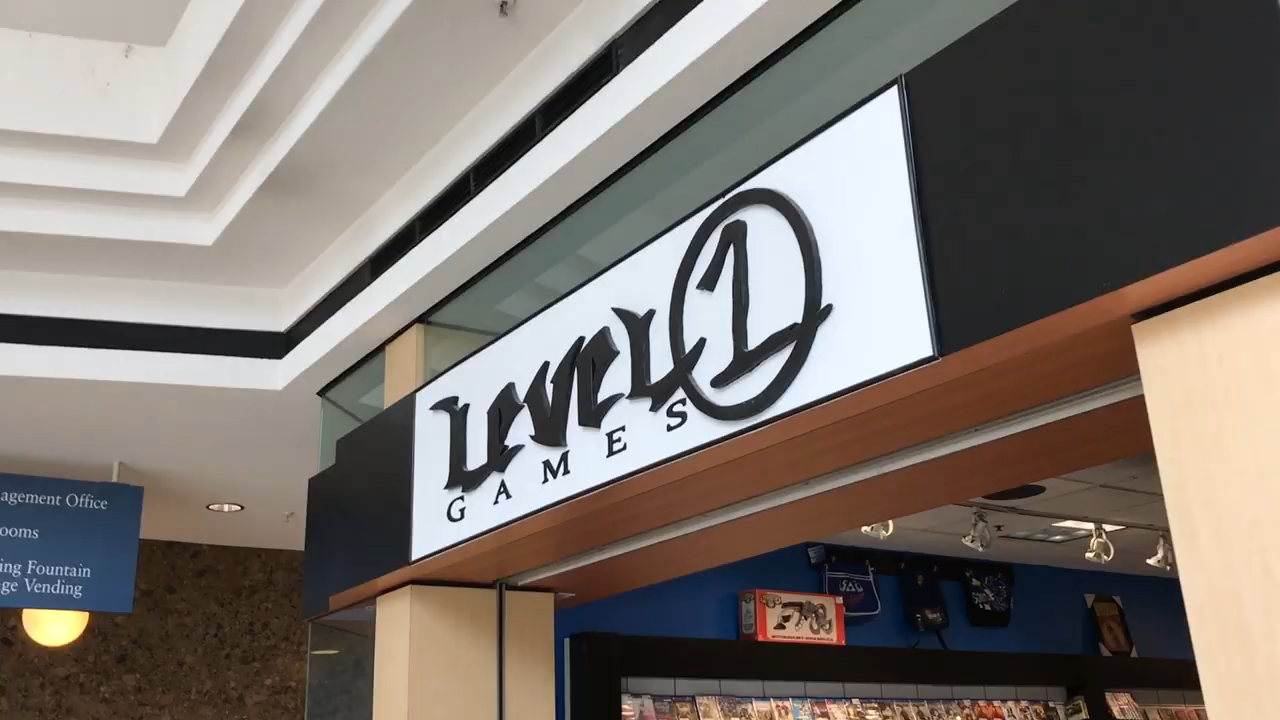 LEVEL 1
GAMES
agement Office
ooms
ing Fountain
ge Vending